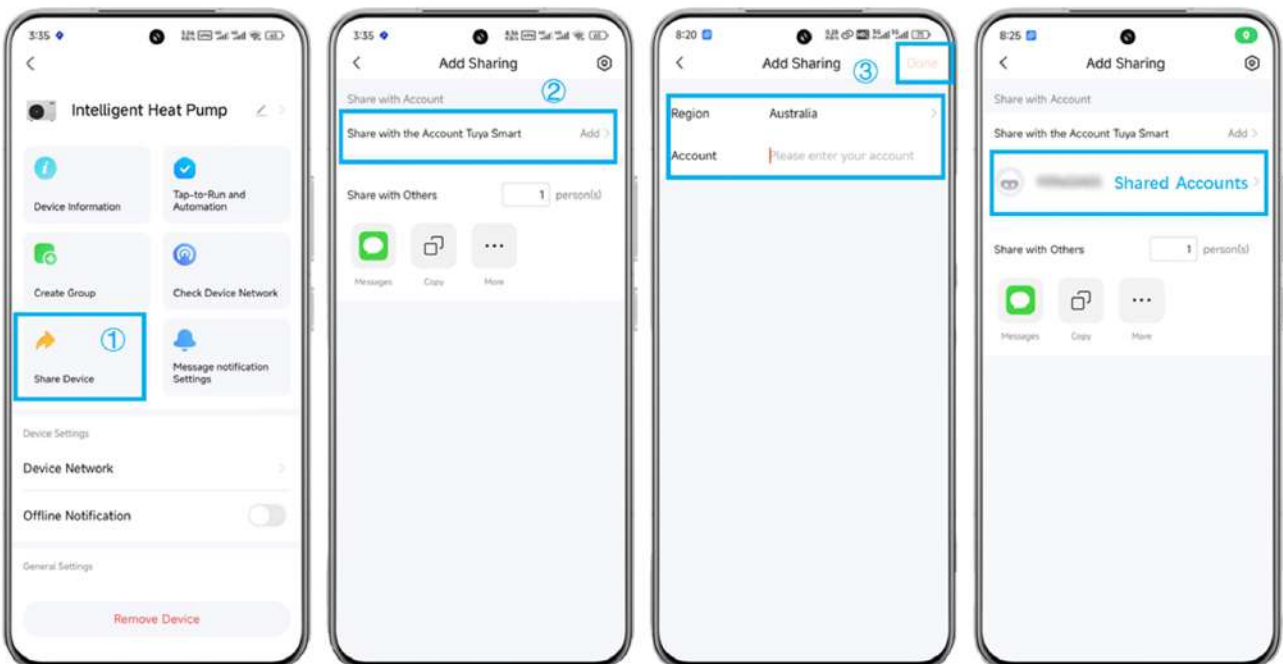 3:35
Intelligent Heat Pump
Device Information
Tap-to-Run and
Automation
Create Group
Check Device Network
①
Share Device
Message notification
Settings
Device Settings
Device Network
Offline Notification
General Settings
Remove Device
3:35
Add Sharing
Share with Account
②
Share with the Account Tuya Smart
Add
Share with Others
1 person(s)
Messages
Copy
More
8:20
Add Sharing
③
Done
Region
Australia
Account
Please enter your account
8:25
Add Sharing
Share with Account
Share with the Account Tuya Smart
Add
Shared Accounts
Share with Others
1 person(s)
Messages
Copy
More